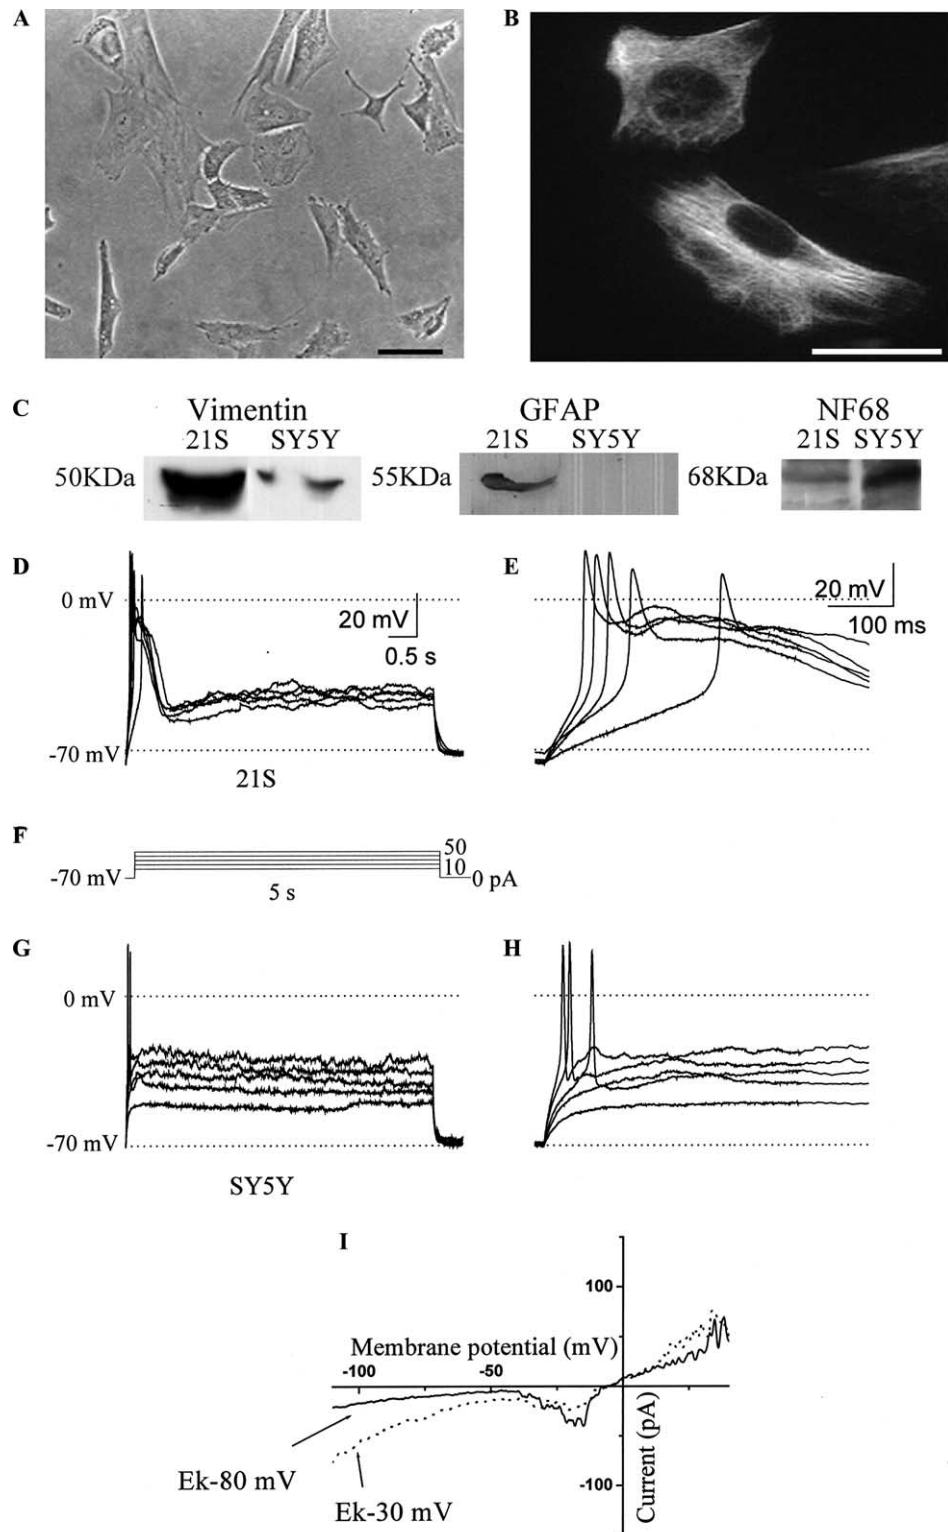 A
B
C
Vimentin
21S SY5Y
50KDa
GFAP
21S SY5Y
55KDa
NF68
21S SY5Y
68KDa
D
0 mV
20 mV
0.5 s
-70 mV
21S
E
20 mV
100 ms
F
-70 mV
50
10
0 pA
5 s
G
0 mV
-70 mV
SY5Y
H
I
100
Membrane potential (mV)
-100
-50
Ek-80 mV
Ek-30 mV
-100
Current (pA)